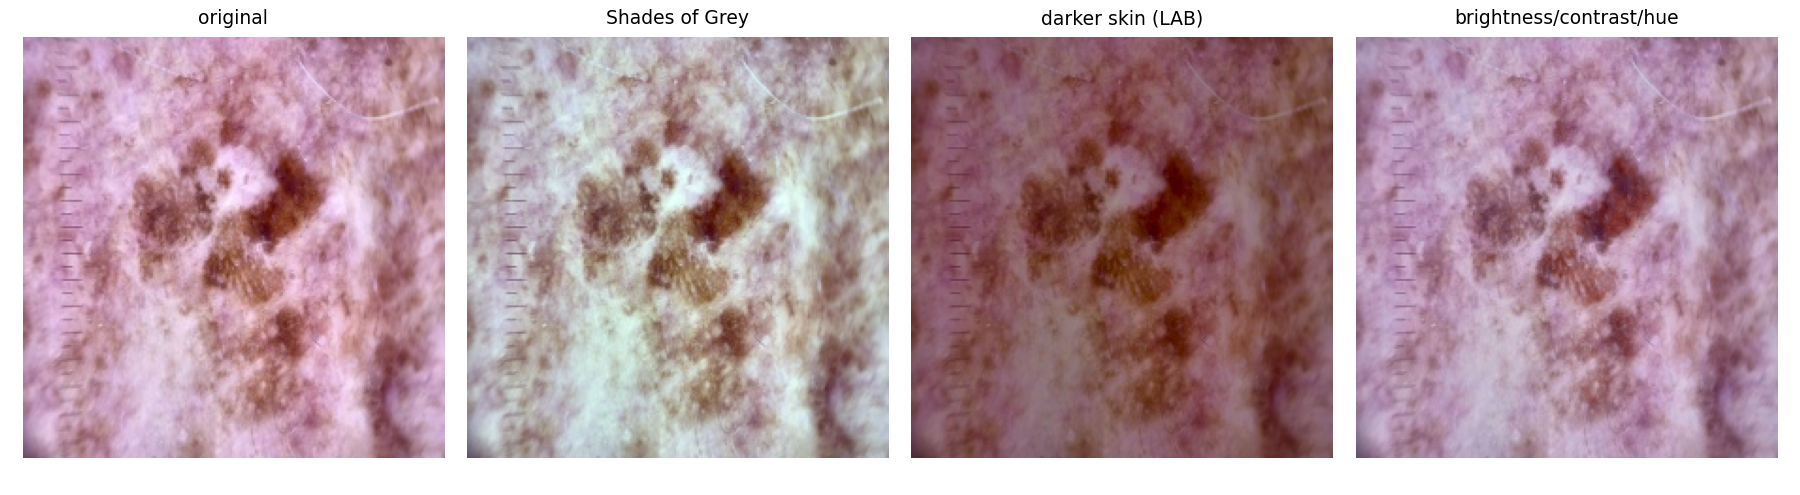 original
Shades of Grey
darker skin (LAB)
brightness/contrast/hue